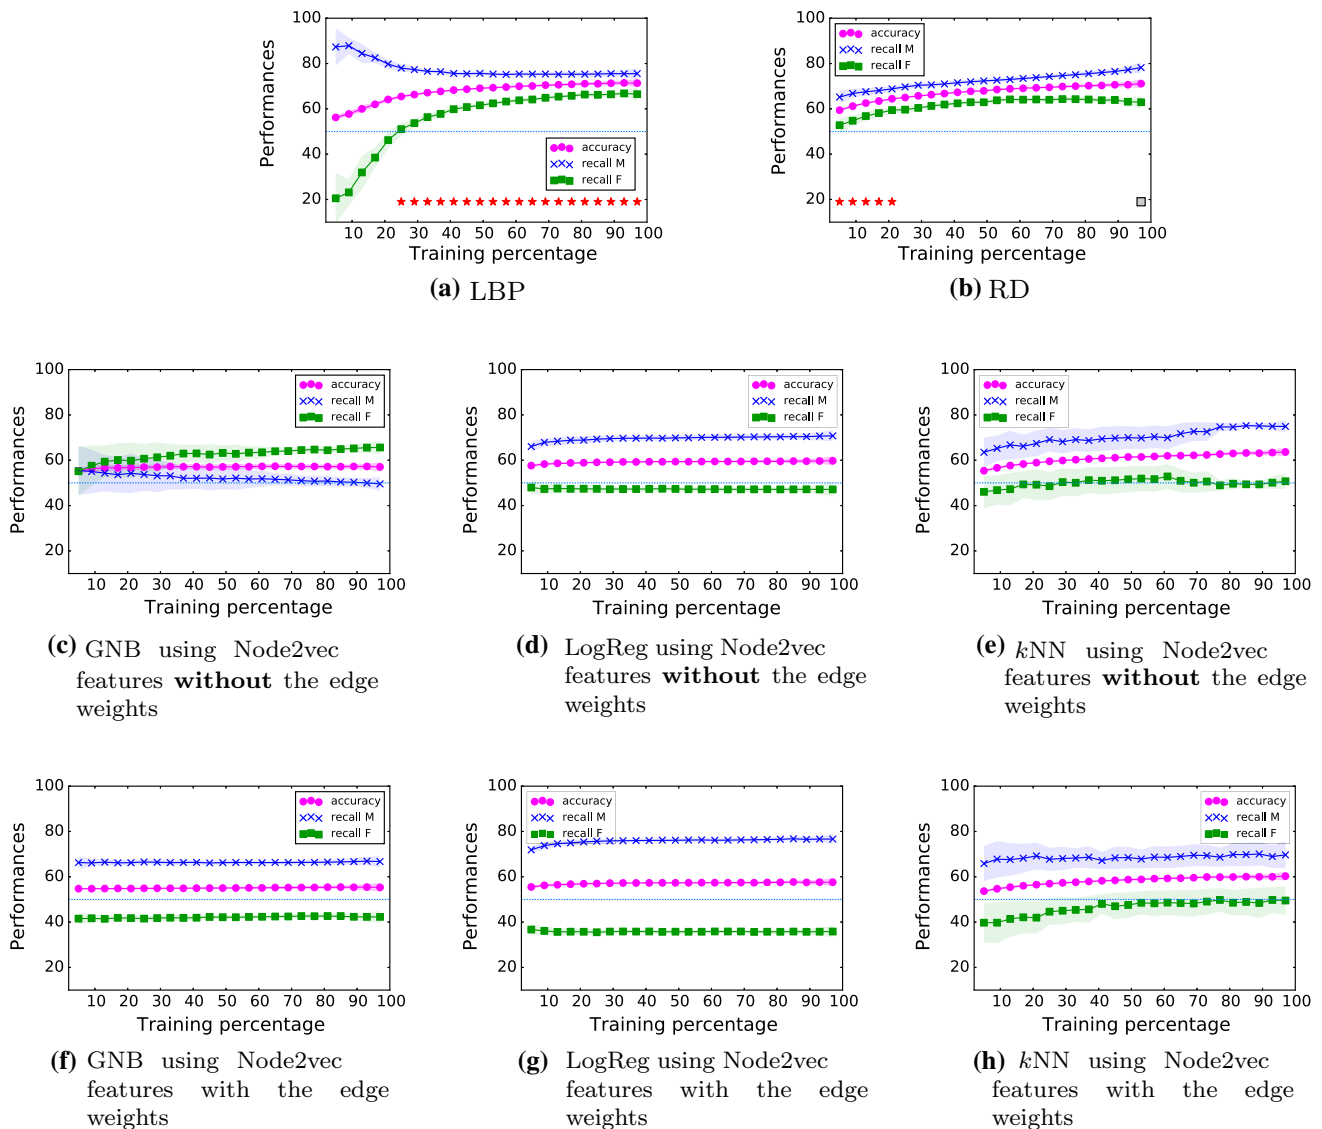 100
80
60
40
20
Performances
accuracy
recall M
recall F
10 20 30 40 50 60 70 80 90 100
Training percentage
(a) LBP
100
80
60
40
20
Performances
accuracy
recall M
recall F
10 20 30 40 50 60 70 80 90 100
Training percentage
(b) RD
100
80
60
40
20
Performances
accuracy
recall M
recall F
10 20 30 40 50 60 70 80 90 100
Training percentage
(c) GNB using Node2vec
features without the edge
weights
100
80
60
40
20
Performances
accuracy
recall M
recall F
10 20 30 40 50 60 70 80 90 100
Training percentage
(d) LogReg using Node2vec
features without the edge
weights
100
80
60
40
20
Performances
accuracy
recall M
recall F
10 20 30 40 50 60 70 80 90 100
Training percentage
(e) kNN using Node2vec
features without the edge
weights
100
80
60
40
20
Performances
accuracy
recall M
recall F
10 20 30 40 50 60 70 80 90 100
Training percentage
(f) GNB using Node2vec
features with the edge
weights
100
80
60
40
20
Performances
accuracy
recall M
recall F
10 20 30 40 50 60 70 80 90 100
Training percentage
(g) LogReg using Node2vec
features with the edge
weights
100
80
60
40
20
Performances
accuracy
recall M
recall F
10 20 30 40 50 60 70 80 90 100
Training percentage
(h) kNN using Node2vec
features with the edge
weights